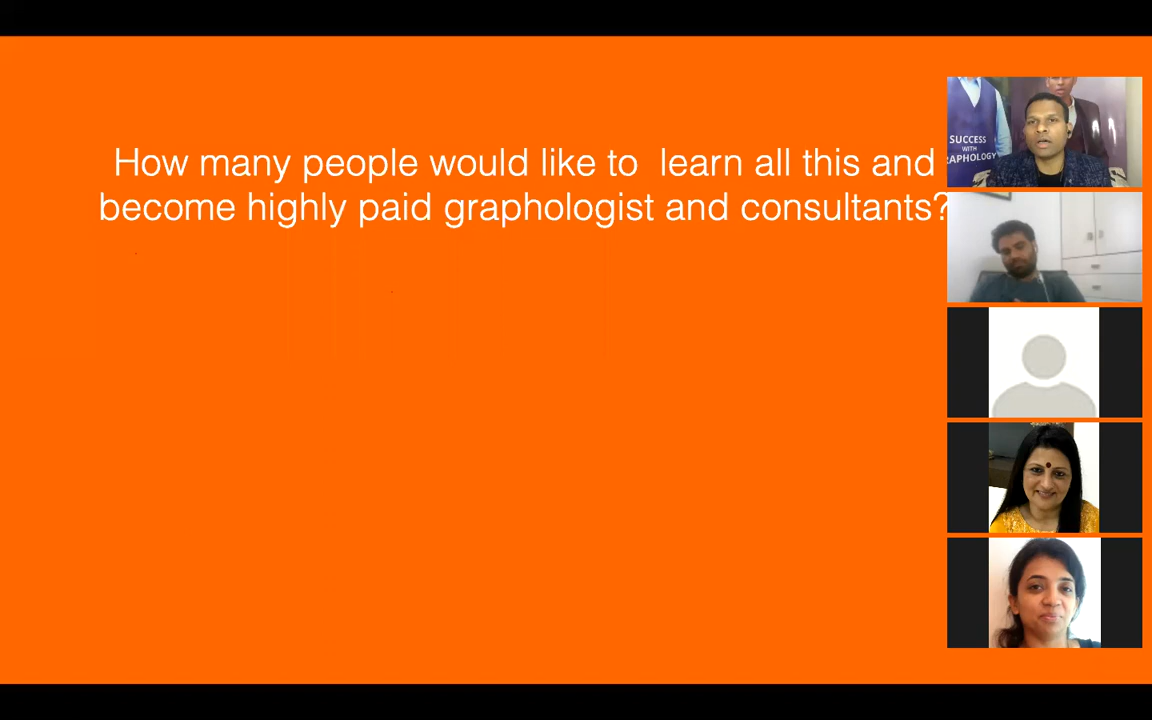 How many people would like to  learn all this and
become highly paid graphologist and consultants?
SUCCESS
WITH
RAPHOLOGY